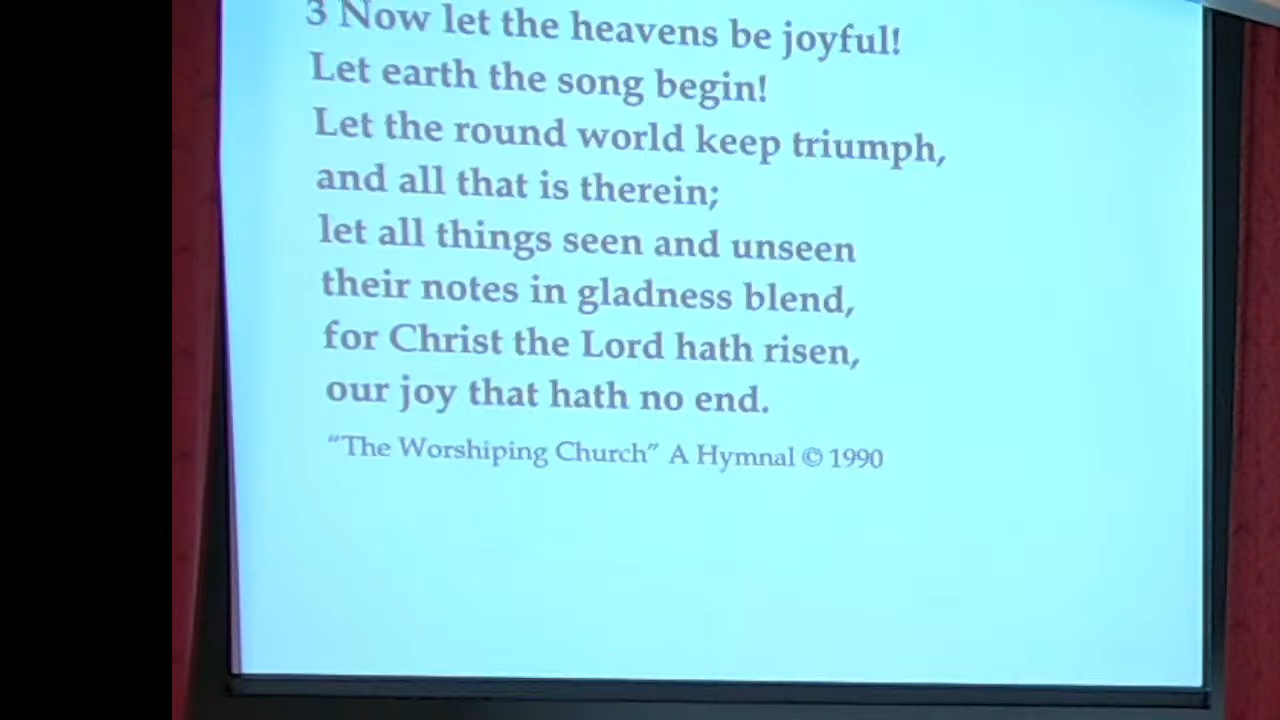 3 Now let the heavens be joyful!
Let earth the song begin!
Let the round world keep triumph,
and all that is therein;
let all things seen and unseen
their notes in gladness blend,
for Christ the Lord hath risen,
our joy that hath no end.
“The Worshiping Church” A Hymnal © 1990